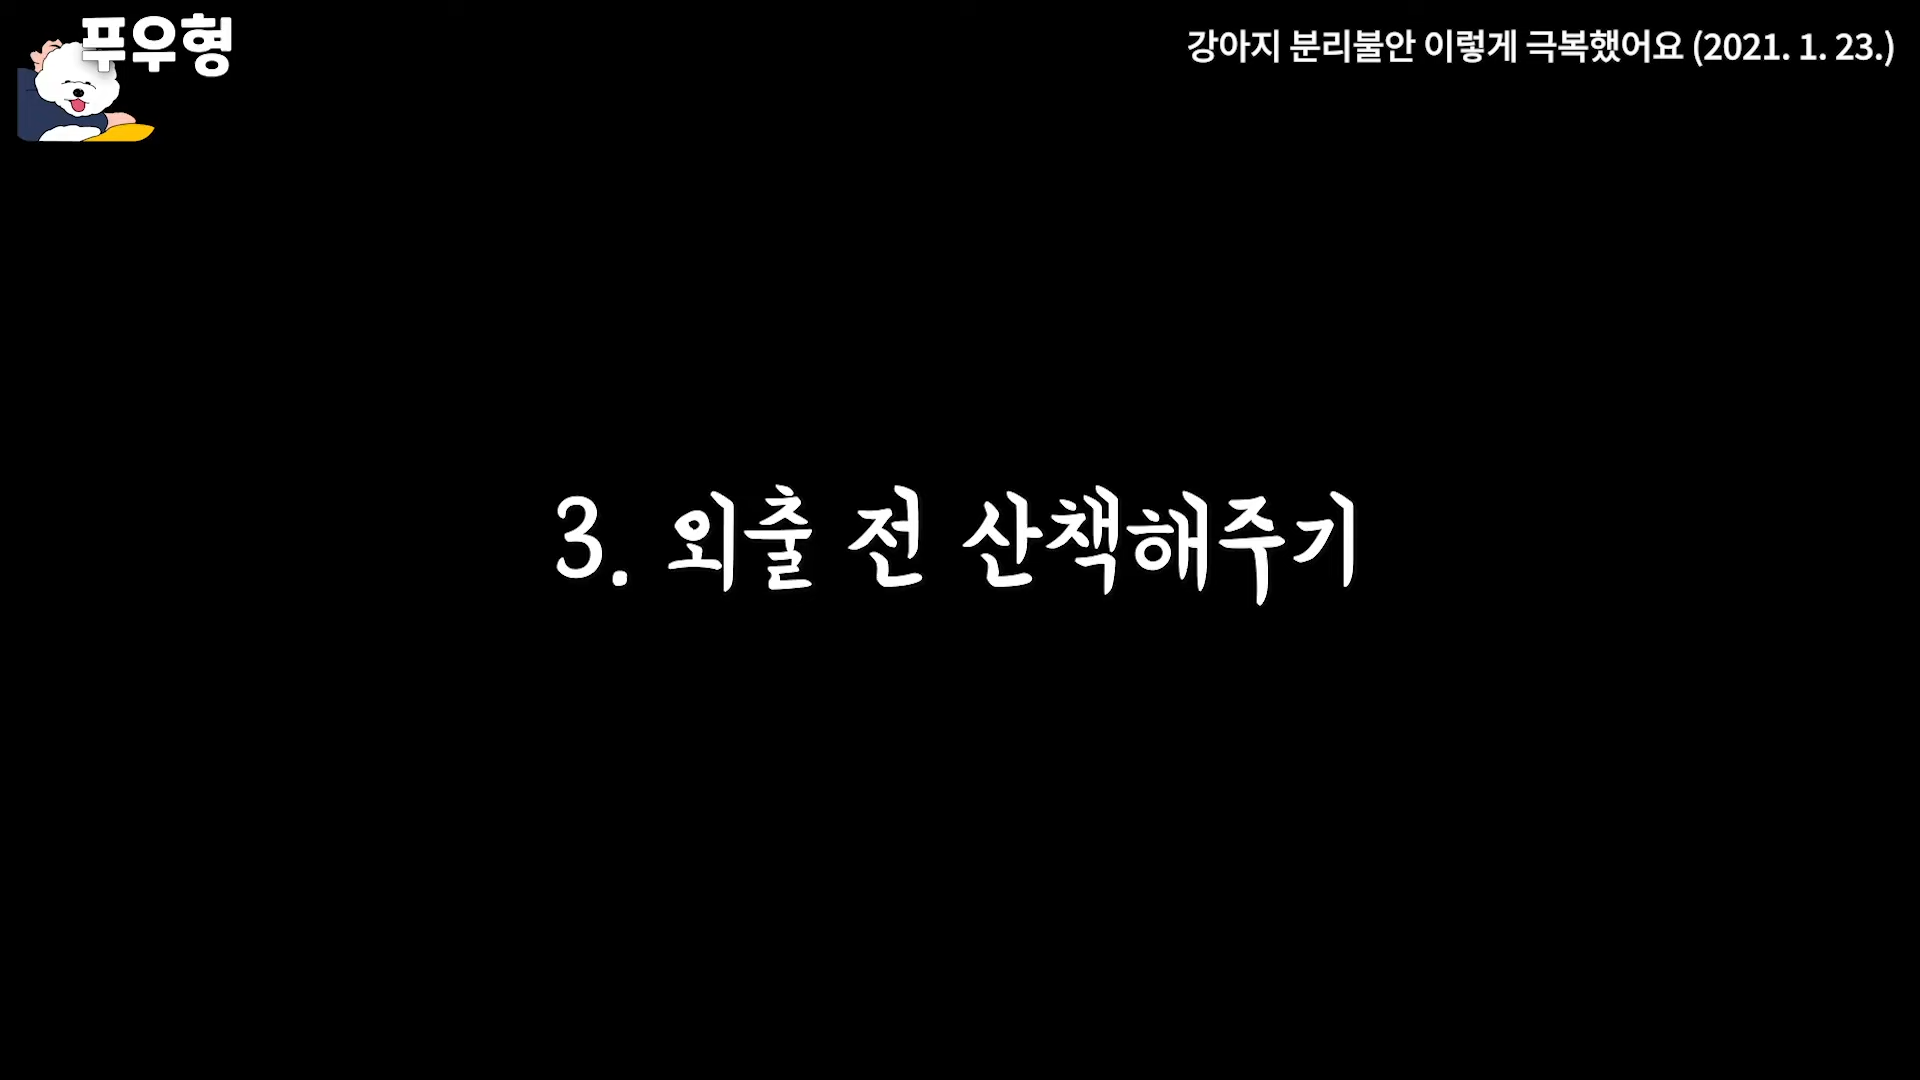 푸우형
강아지 분리불안 이렇게 극복했어요 (2021. 1. 23.)
3. 외출 전 산책해주기